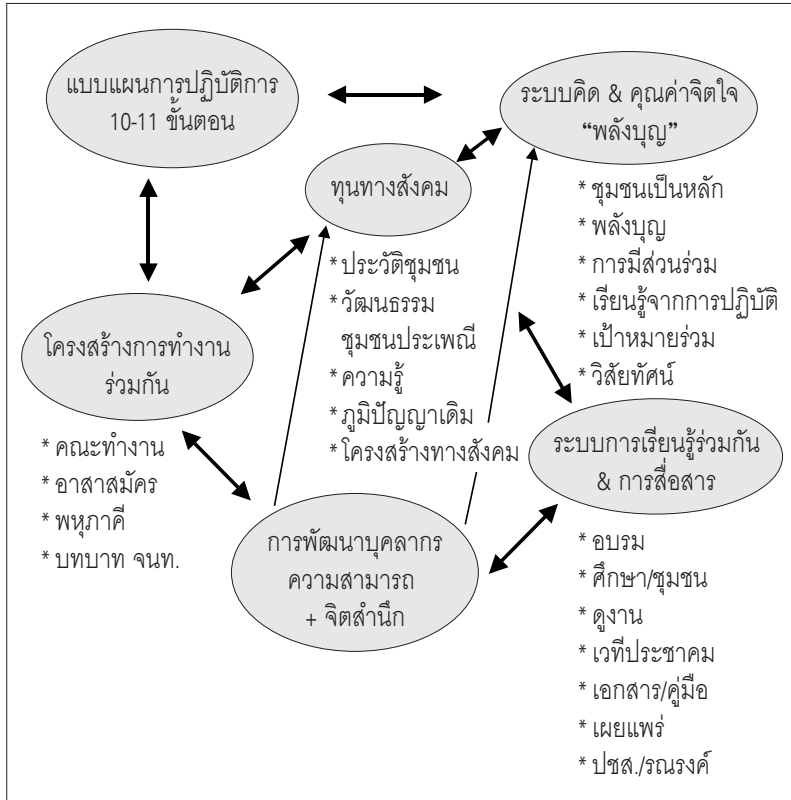 แบบแผนการปฏิบัติการ
10-11 ขั้นตอน
ระบบคิด & คุณค่าจิตใจ
“พลังบุญ”
ทุนทางสังคม
* ประวัติชุมชน
* วัฒนธรรม
ชุมชนประเพณี
* ความรู้
* ภูมิปัญญาเดิม
* โครงสร้างทางสังคม
* ชุมชนเป็นหลัก
* พลังบุญ
* การมีส่วนร่วม
* เรียนรู้จากการปฏิบัติ
* เป้าหมายร่วม
* วิสัยทัศน์
โครงสร้างการทำงาน
ร่วมกัน
* คณะทำงาน
* อาสาสมัคร
* พหุภาคี
* บทบาท จนท.
การพัฒนาบุคลากร
ความสามารถ
+ จิตสำนึก
ระบบการเรียนรู้ร่วมกัน
& การสื่อสาร
* อบรม
* ศึกษา/ชุมชน
* ดูงาน
* เวทีประชาคม
* เอกสาร/คู่มือ
* เผยแพร่
* ปชส./รณรงค์